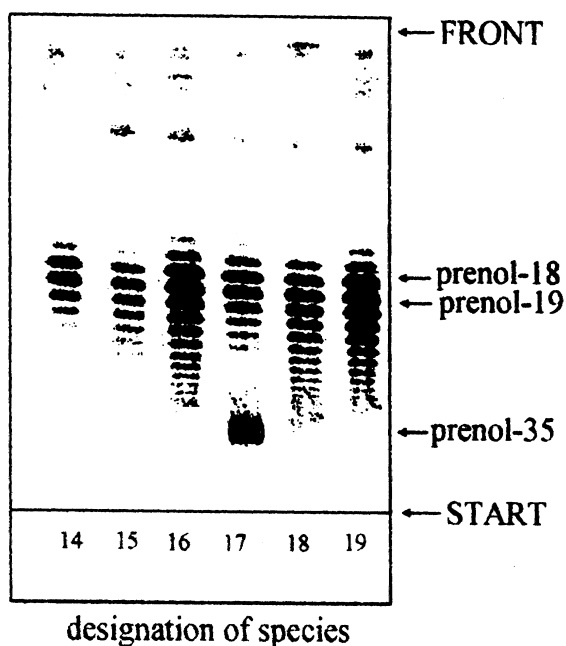 FRONT
prenol-18
prenol-19
prenol-35
START
14 15 16 17 18 19
designation of species